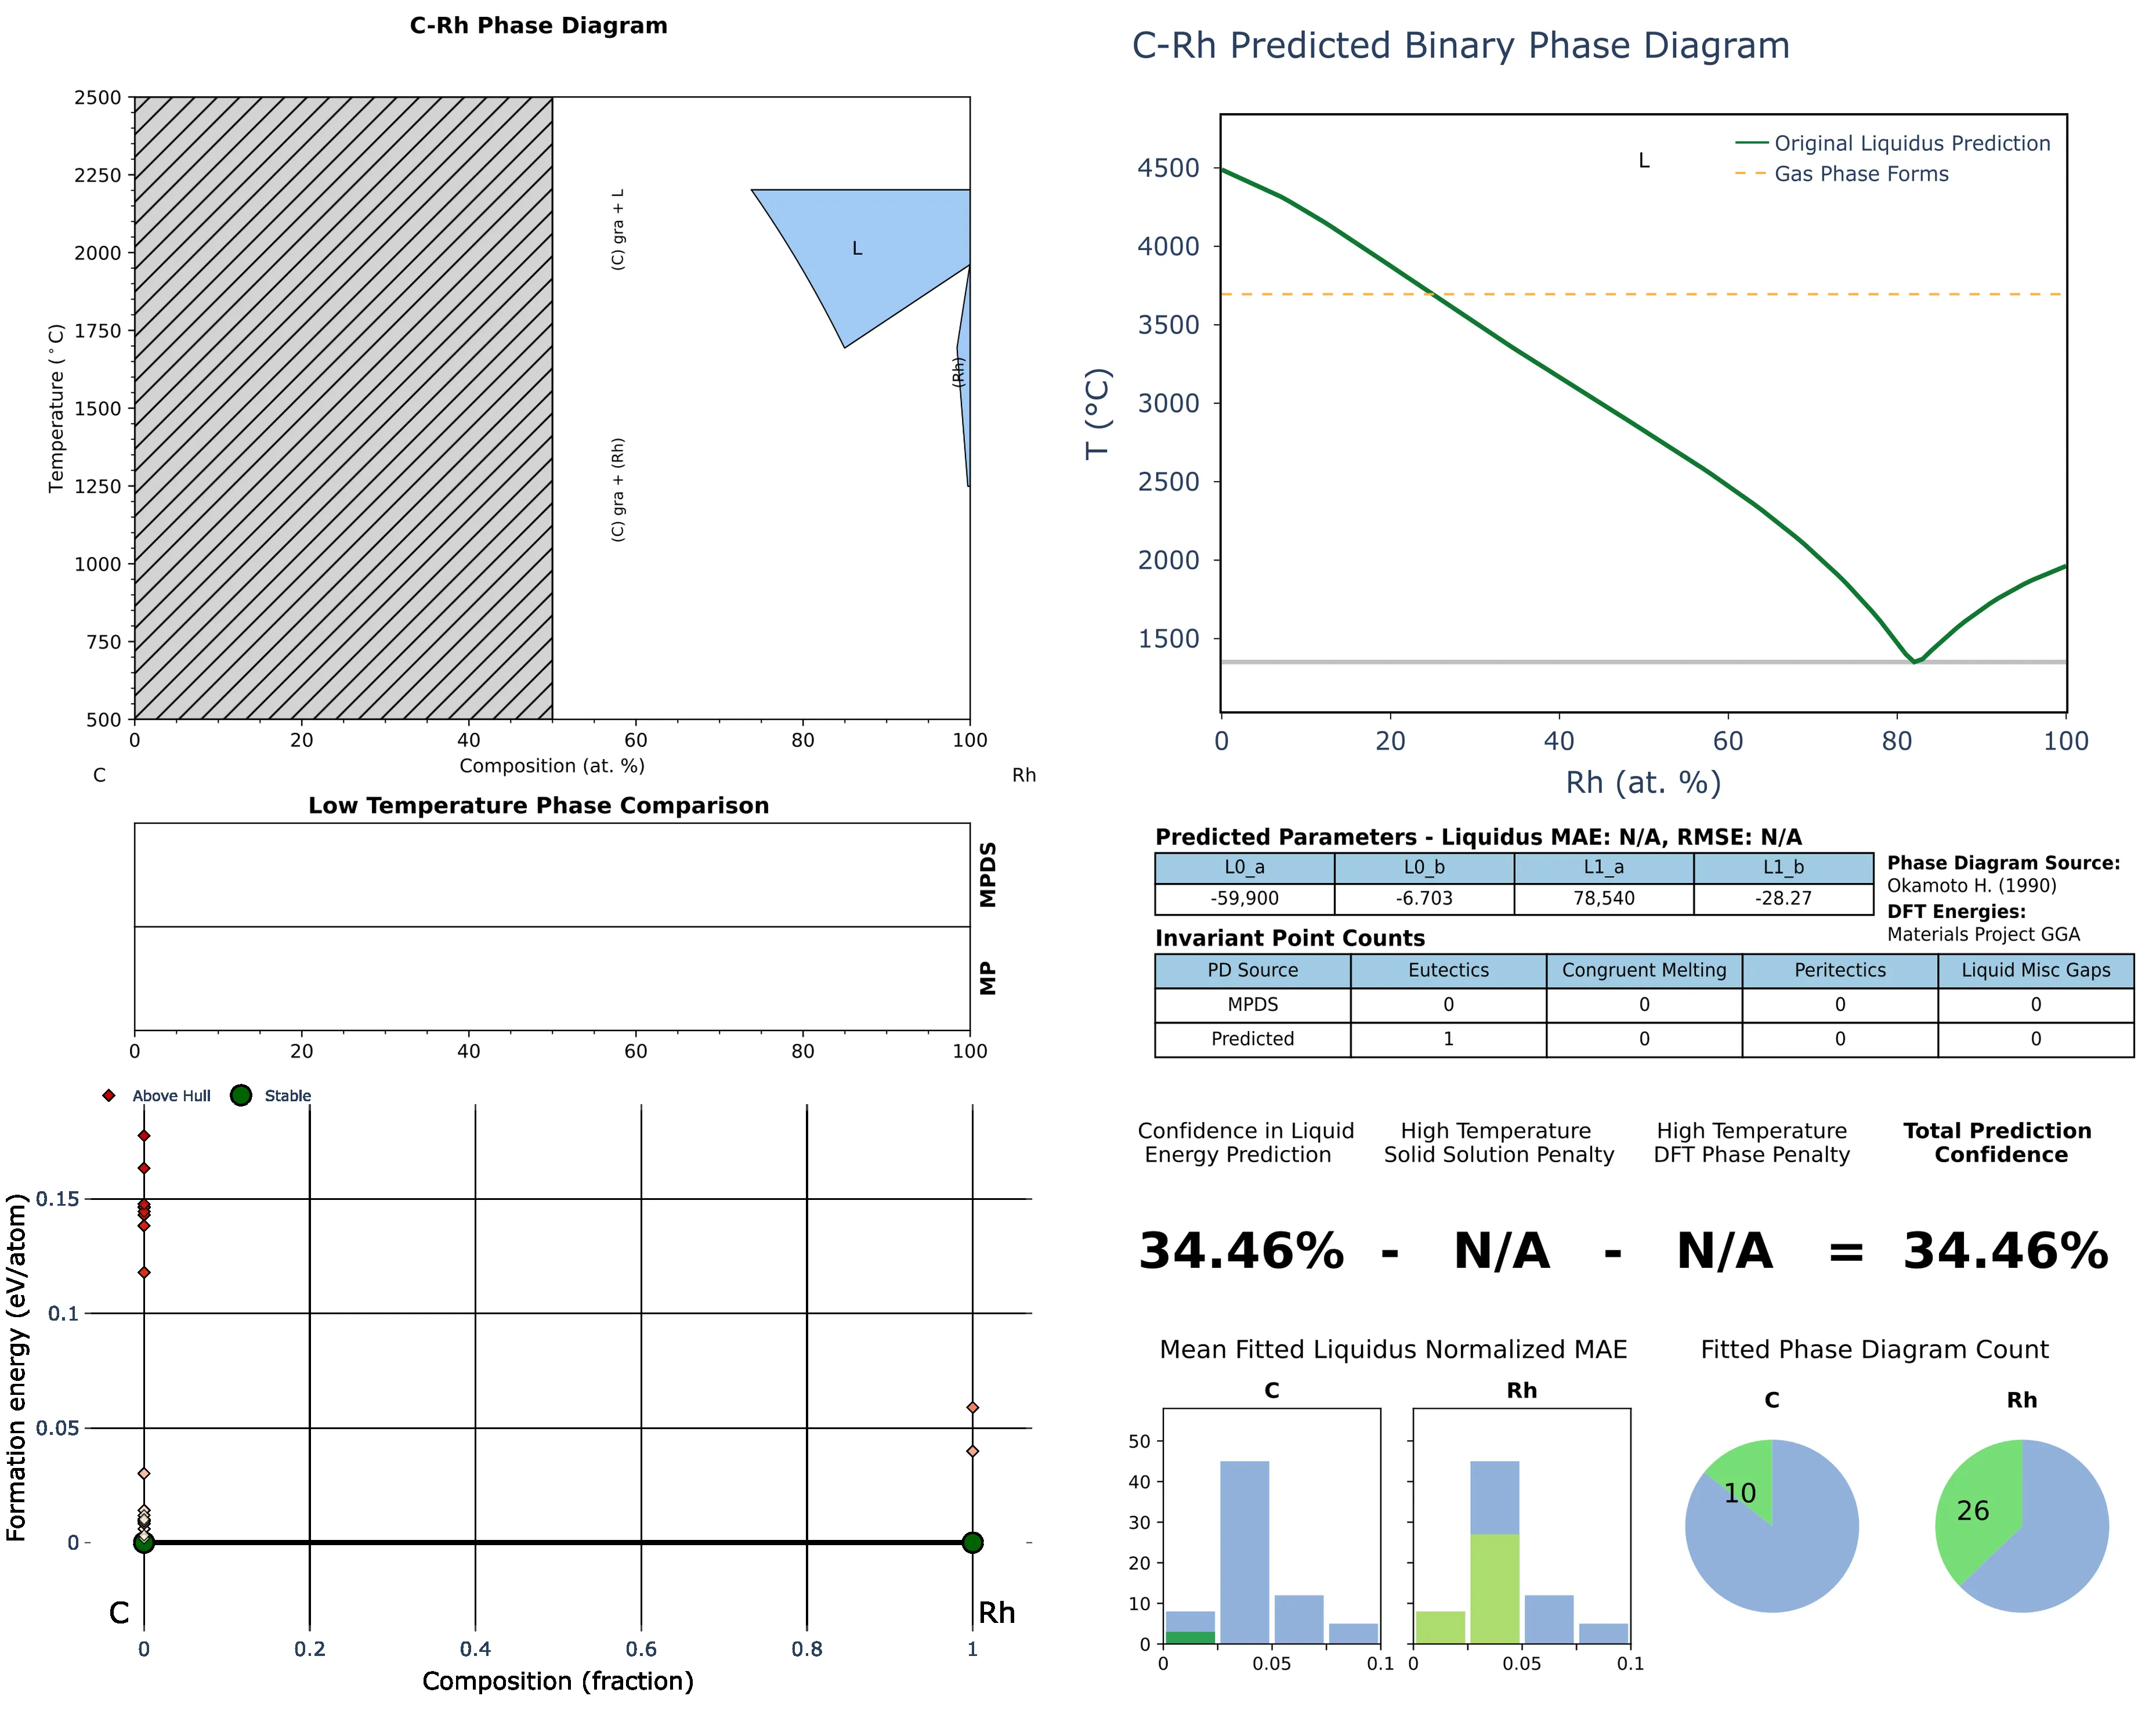 C-Rh Phase Diagram
2500
2250
2000
1750
1500
1250
1000
750
500
Temperature (°C)
(C) gra + L
L
(Rh)
(C) gra + (Rh)
0 20 40 60 80 100
Composition (at. %)
C Rh
Low Temperature Phase Comparison
MPDS
MP
0 20 40 60 80 100
Above Hull Stable
0.15
0.1
0.05
0
Formation energy (eV/atom)
C Rh
0 0.2 0.4 0.6 0.8 1
Composition (fraction)
C-Rh Predicted Binary Phase Diagram
L
Original Liquidus Prediction
Gas Phase Forms
4500
4000
3500
3000
2500
2000
1500
T (°C)
0 20 40 60 80 100
Rh (at. %)
Predicted Parameters - Liquidus MAE: N/A, RMSE: N/A
L0_a L0_b L1_a L1_b
-59,900 -6.703 78,540 -28.27
Phase Diagram Source:
Okamoto H. (1990)
DFT Energies:
Materials Project GGA
Invariant Point Counts
PD Source Eutectics Congruent Melting Peritectics Liquid Misc Gaps
MPDS 0 0 0 0
Predicted 1 0 0 0
Confidence in Liquid
Energy Prediction
High Temperature
Solid Solution Penalty
High Temperature
DFT Phase Penalty
Total Prediction
Confidence
34.46% - N/A - N/A = 34.46%
Mean Fitted Liquidus Normalized MAE
C Rh
50
40
30
20
10
0
0 0.05 0.1 0 0.05 0.1
Fitted Phase Diagram Count
C Rh
10 26